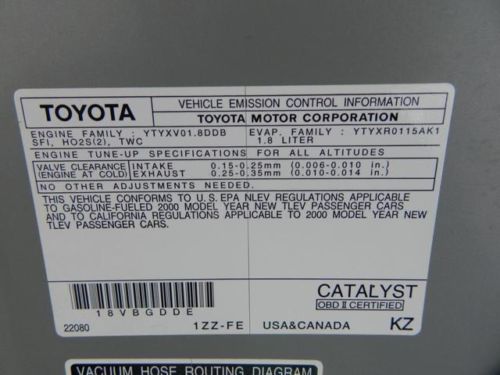 TOYOTA
VEHICLE EMISSION CONTROL INFORMATION
TOYOTA MOTOR CORPORATION
ENGINE FAMILY : YTYXV01.8DDB EVAP. FAMILY : YTYXR0115AK1
SFI, HO2S(2), TWC 1.8 LITER
ENGINE TUNE-UP SPECIFICATIONS FOR ALL ALTITUDES
VALVE CLEARANCE INTAKE 0.15-0.25mm (0.006-0.010 in.)
(ENGINE AT COLD) EXHAUST 0.25-0.35mm (0.010-0.014 in.)
NO OTHER ADJUSTMENTS NEEDED.
THIS VEHICLE CONFORMS TO U.S. EPA NLEV REGULATIONS APPLICABLE
TO GASOLINE-FUELED 2000 MODEL YEAR NEW TLEV PASSENGER CARS
AND TO CALIFORNIA REGULATIONS APPLICABLE TO 2000 MODEL YEAR NEW
TLEV PASSENGER CARS
18VBGDDE
CATALYST
OBD II CERTIFIED
22080 1ZZ-FE USA&CANADA KZ
VACUUM HOSE ROUTING DIAGRAM